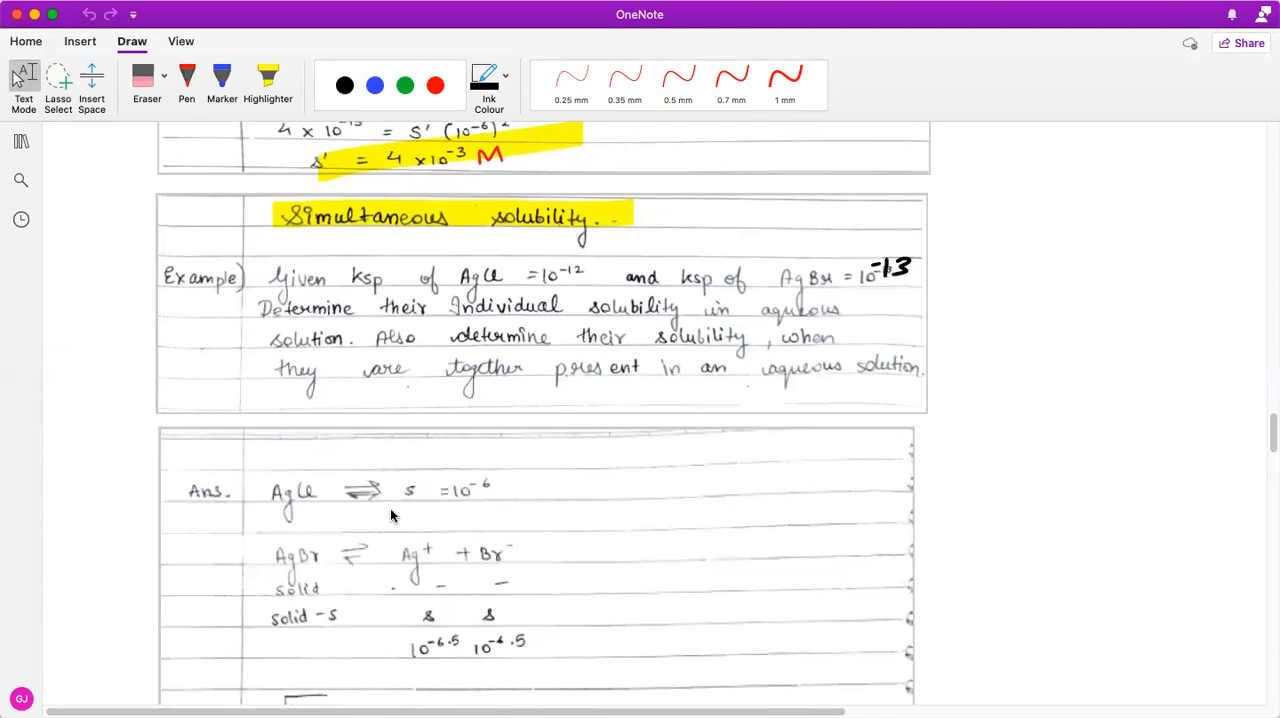 OneNote
Home Insert Draw View
Share
Text Mode
Lasso Select
Insert Space
Eraser
Pen
Marker
Highlighter
Ink Colour
0.25 mm
0.35 mm
0.5 mm
0.7 mm
1 mm
= S' (10⁻⁶)²
s' = 4 ×10⁻³ M
Simultaneous solubility.
Example) Given Ksp of AgCl =10⁻¹² and Ksp of AgBr =10⁻¹³
Determine their Individual solubility in aqueous
solution. Also determine their solubility, when
they are together present in an aqueous solution.
Ans. AgCl ⇌ s =10⁻⁶
AgBr ⇌ Ag⁺ + Br⁻
solid - –
solid -s s s
10⁻⁶·⁵ 10⁻⁶·⁵
GJ